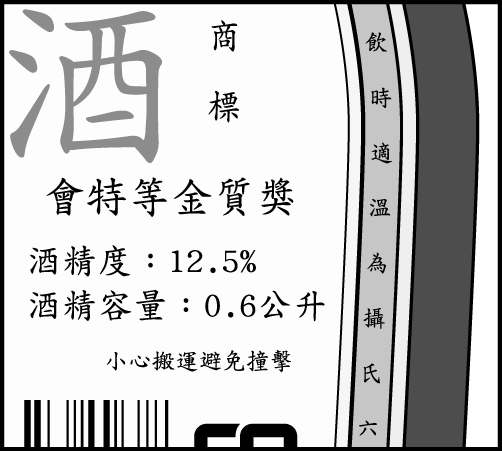 酒
商標
會特等金質獎
酒精度：12.5%
酒精容量：0.6公升
小心搬運避免撞擊
飲時適溫為攝氏六